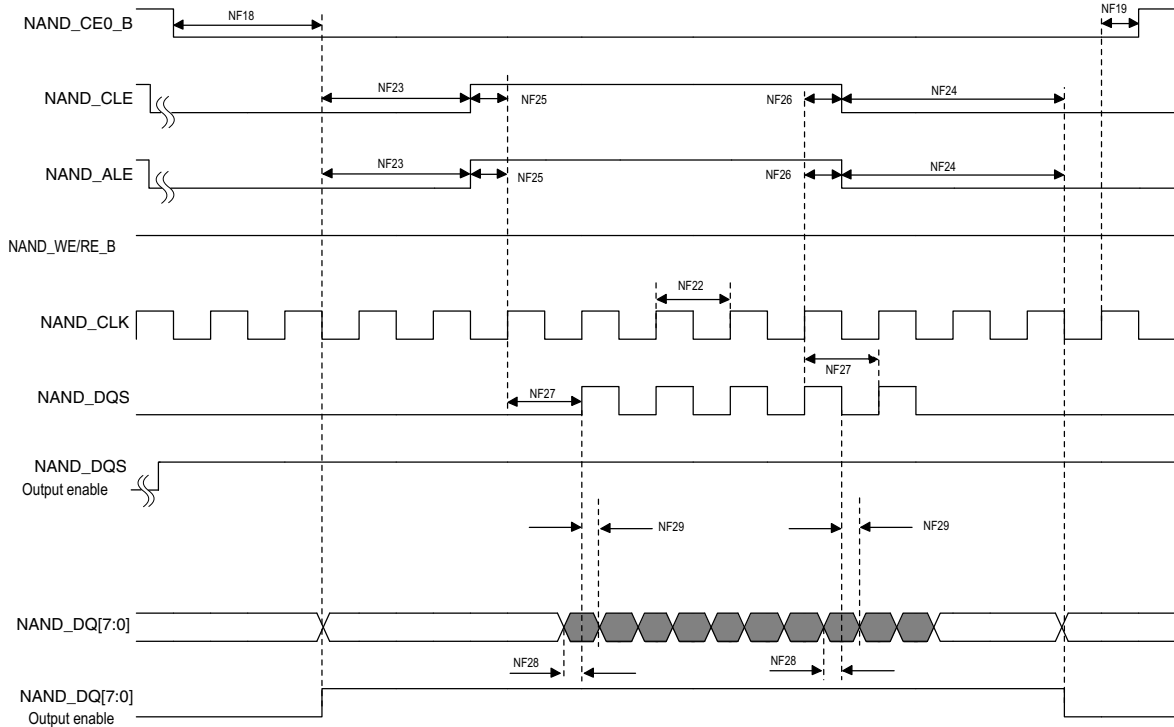 NAND_CE0_B
NF18
NF19
NAND_CLE
NF23
NF25
NF26
NF24
NAND_ALE
NF23
NF25
NF26
NF24
NAND_WE/RE_B
NAND_CLK
NF22
NAND_DQS
NF27
NF27
NAND_DQS
Output enable
NF29
NF29
NAND_DQ[7:0]
NF28
NF28
NAND_DQ[7:0]
Output enable